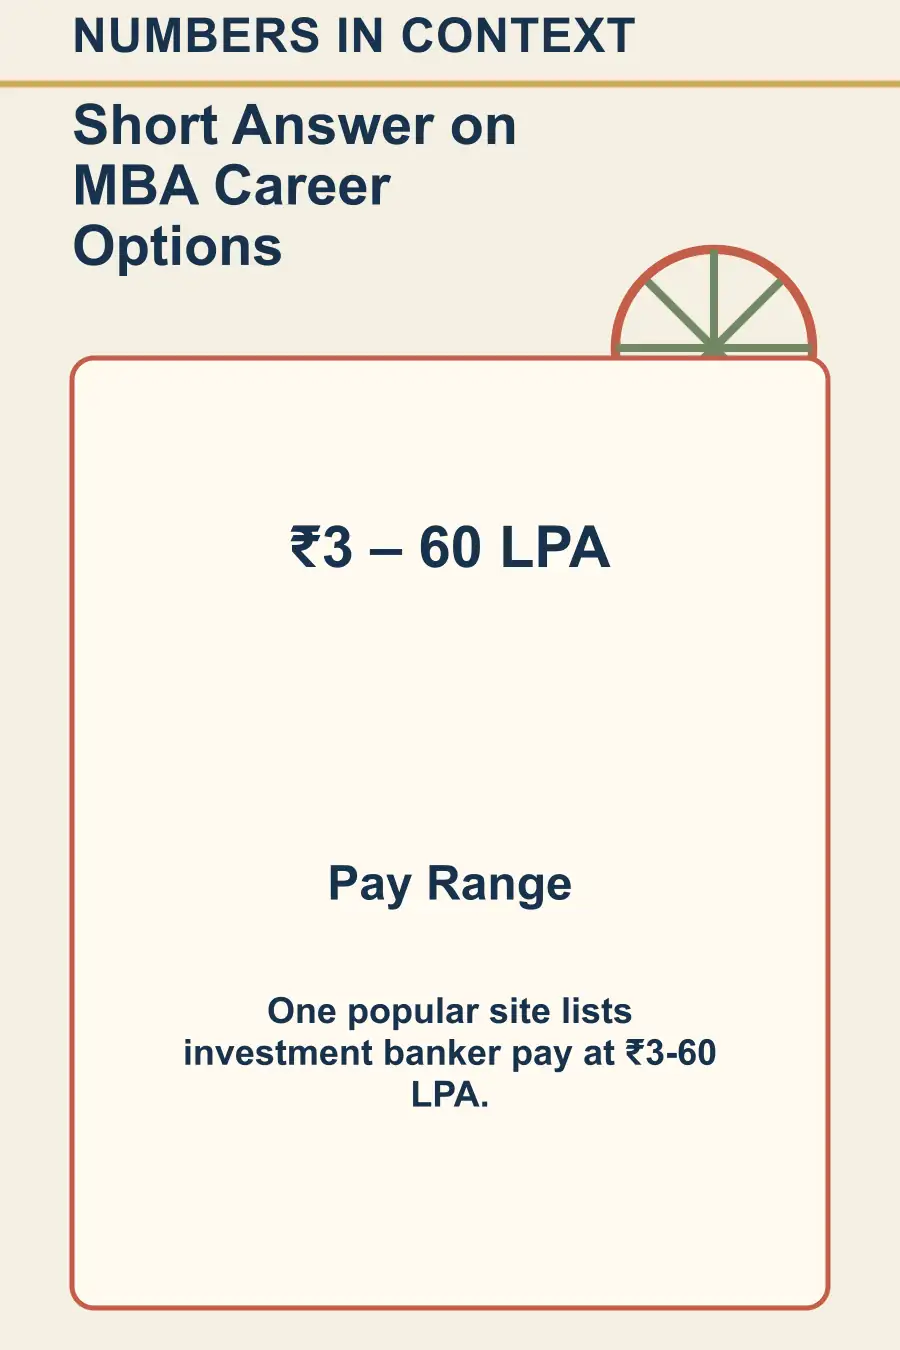 NUMBERS IN CONTEXT
Short Answer on
MBA Career
Options
₹3 – 60 LPA
Pay Range
One popular site lists
investment banker pay at ₹3-60
LPA.